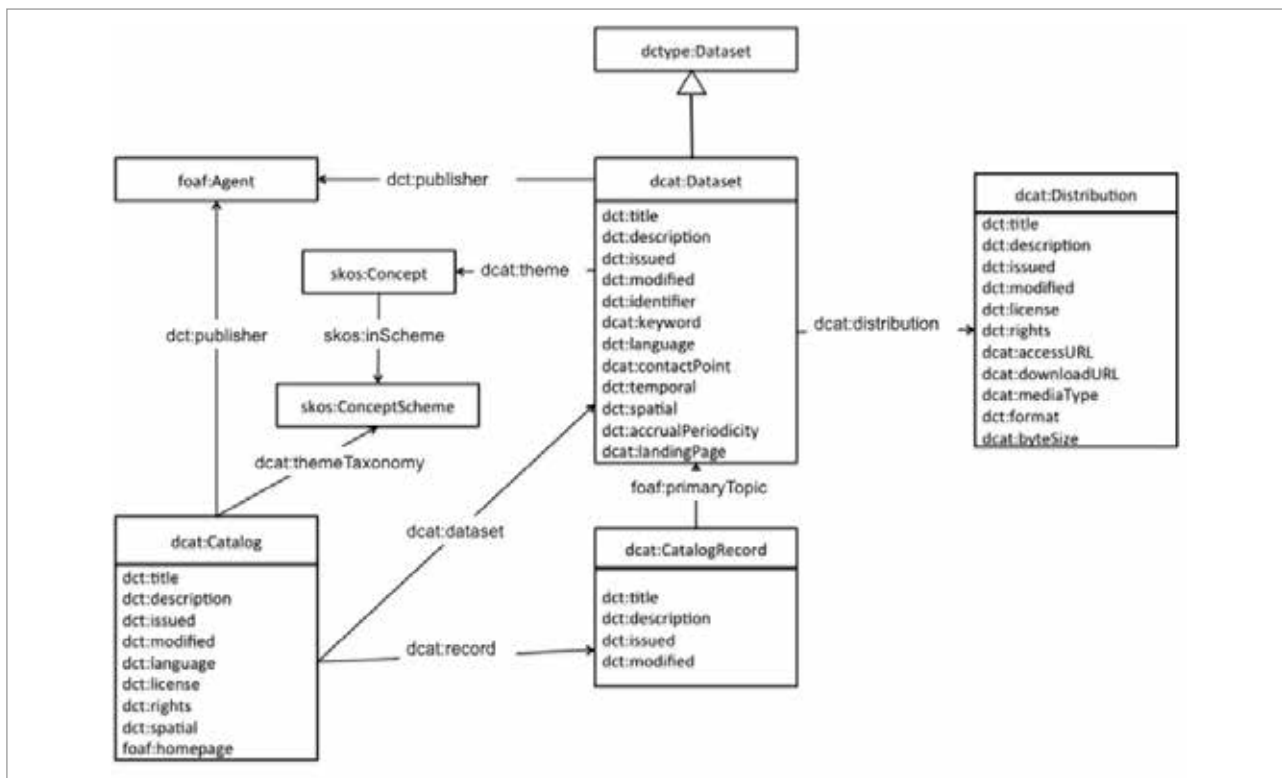 dctype:Dataset
foaf:Agent
dct:publisher
dcat:Dataset
dct:title
dct:description
dct:issued
dct:modified
dct:identifier
dcat:keyword
dct:language
dcat:contactPoint
dct:temporal
dct:spatial
dct:accrualPeriodicity
dcat:landingPage
dcat:Distribution
dct:title
dct:description
dct:issued
dct:modified
dct:license
dct:rights
dcat:accessURL
dcat:downloadURL
dcat:mediaType
dct:format
dcat:byteSize
skos:Concept
dcat:theme
dct:publisher
skos:inScheme
dcat:distribution
skos:ConceptScheme
dcat:themeTaxonomy
foaf:primaryTopic
dcat:dataset
dcat:Catalog
dct:title
dct:description
dct:issued
dct:modified
dct:language
dct:license
dct:rights
dct:spatial
foaf:homepage
dcat:record
dcat:CatalogRecord
dct:title
dct:description
dct:issued
dct:modified